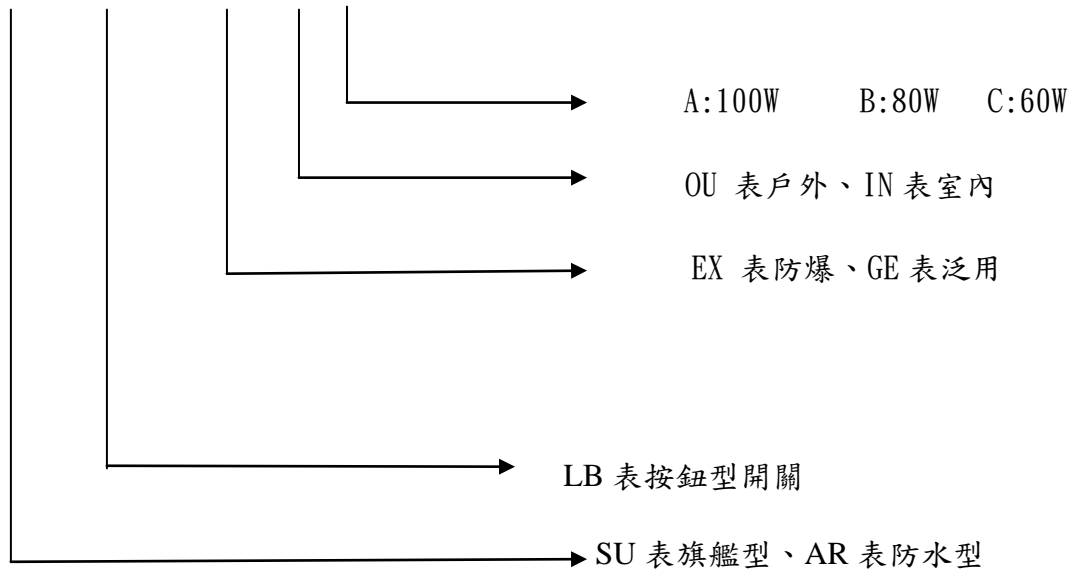 A:100W B:80W C:60W
OU 表戶外、IN 表室內
EX 表防爆、GE 表泛用
LB 表按鈕型開關
SU 表旗艦型、AR 表防水型